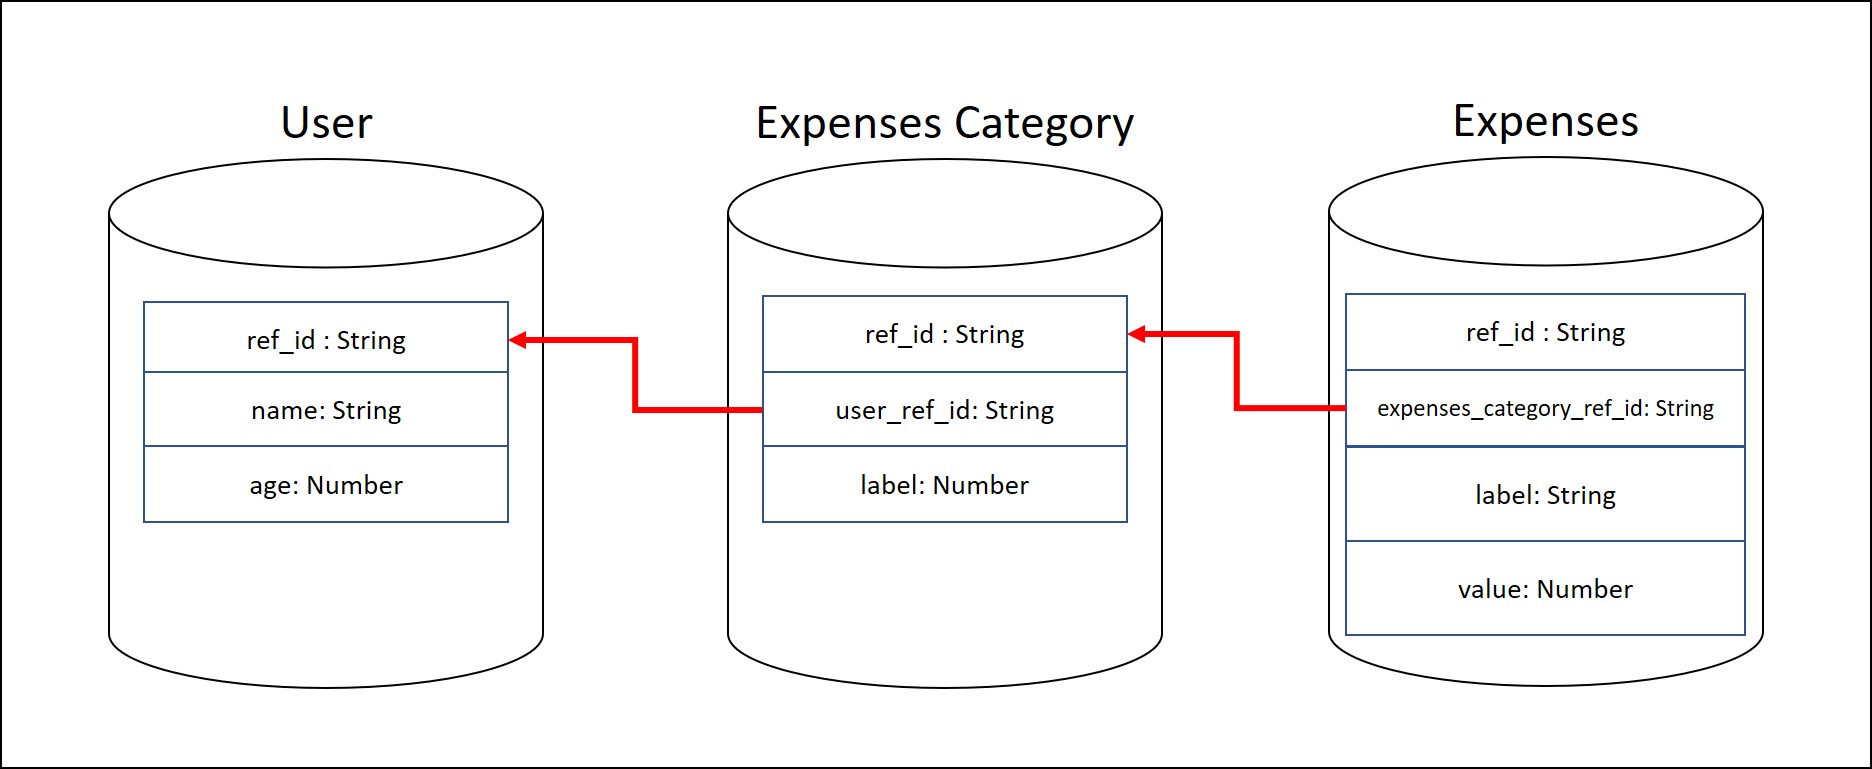 User
ref_id : String
name: String
age: Number
Expenses Category
ref_id : String
user_ref_id: String
label: Number
Expenses
ref_id : String
expenses_category_ref_id: String
label: String
value: Number